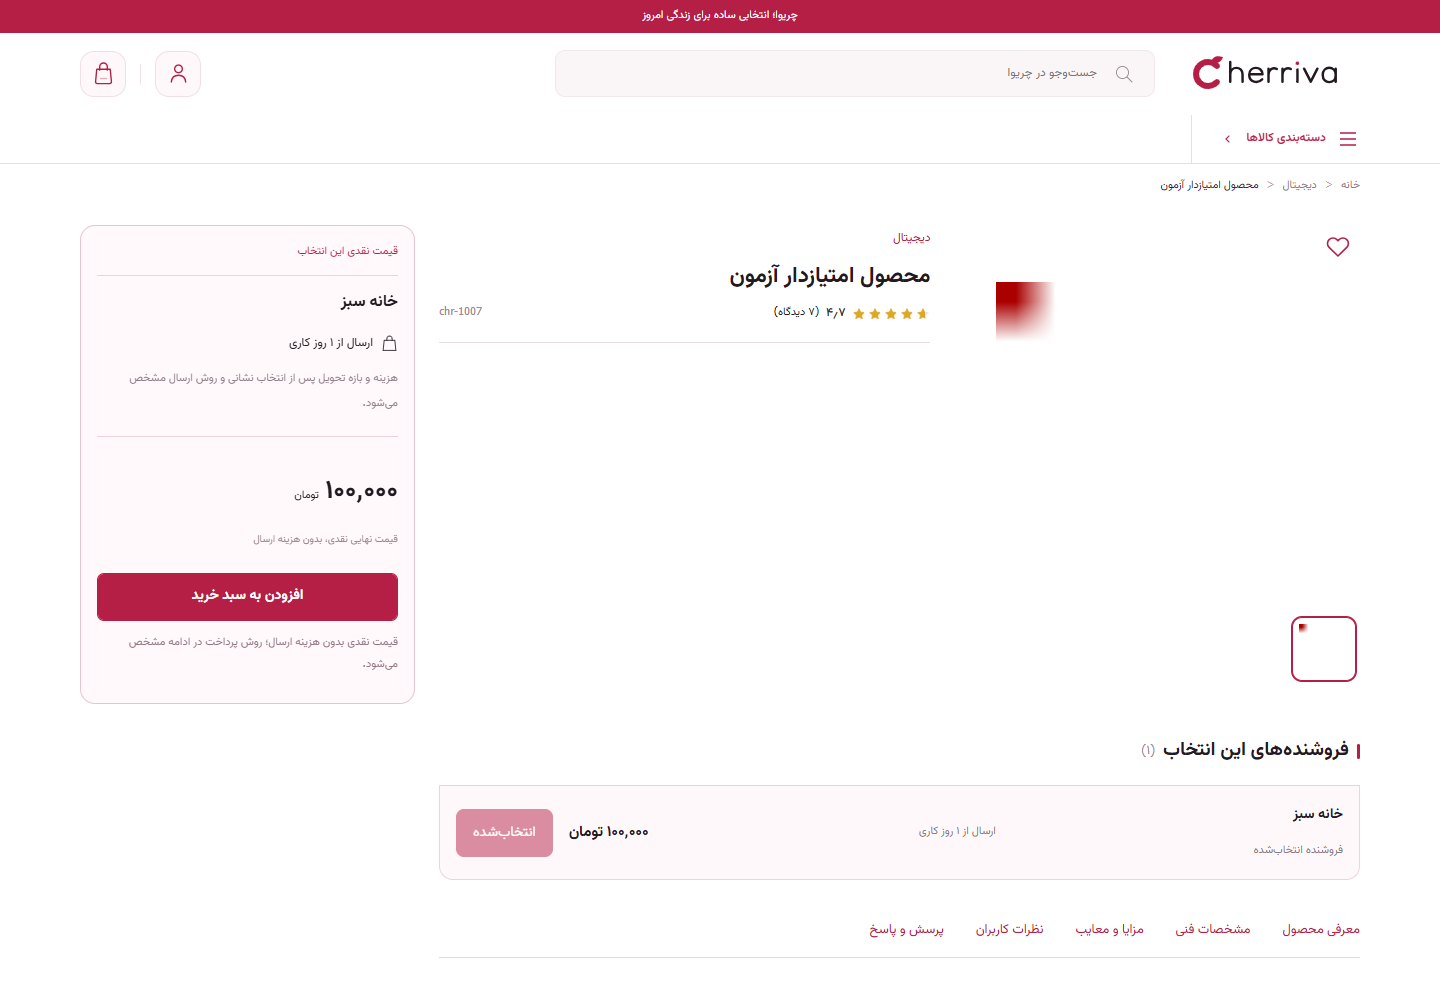 چریوا؛ انتخابی ساده برای زندگی امروز
Cherriva
جست‌وجو در چریوا
دسته‌بندی کالاها
خانه > دیجیتال > محصول امتیازدار آزمون
دیجیتال
محصول امتیازدار آزمون
۴٫۷ (۷ دیدگاه)
chr-1007
قیمت نقدی این انتخاب
خانه سبز
ارسال از ۱ روز کاری
هزینه و بازه تحویل پس از انتخاب نشانی و روش ارسال مشخص
می‌شود.
۱۰۰,۰۰۰ تومان
قیمت نهایی نقدی، بدون هزینه ارسال
افزودن به سبد خرید
قیمت نقدی بدون هزینه ارسال؛ روش پرداخت در ادامه مشخص
می‌شود.
فروشنده‌های این انتخاب (۱)
خانه سبز
فروشنده انتخاب‌شده
ارسال از ۱ روز کاری
۱۰۰,۰۰۰ تومان
انتخاب‌شده
معرفی محصول
مشخصات فنی
مزایا و معایب
نظرات کاربران
پرسش و پاسخ